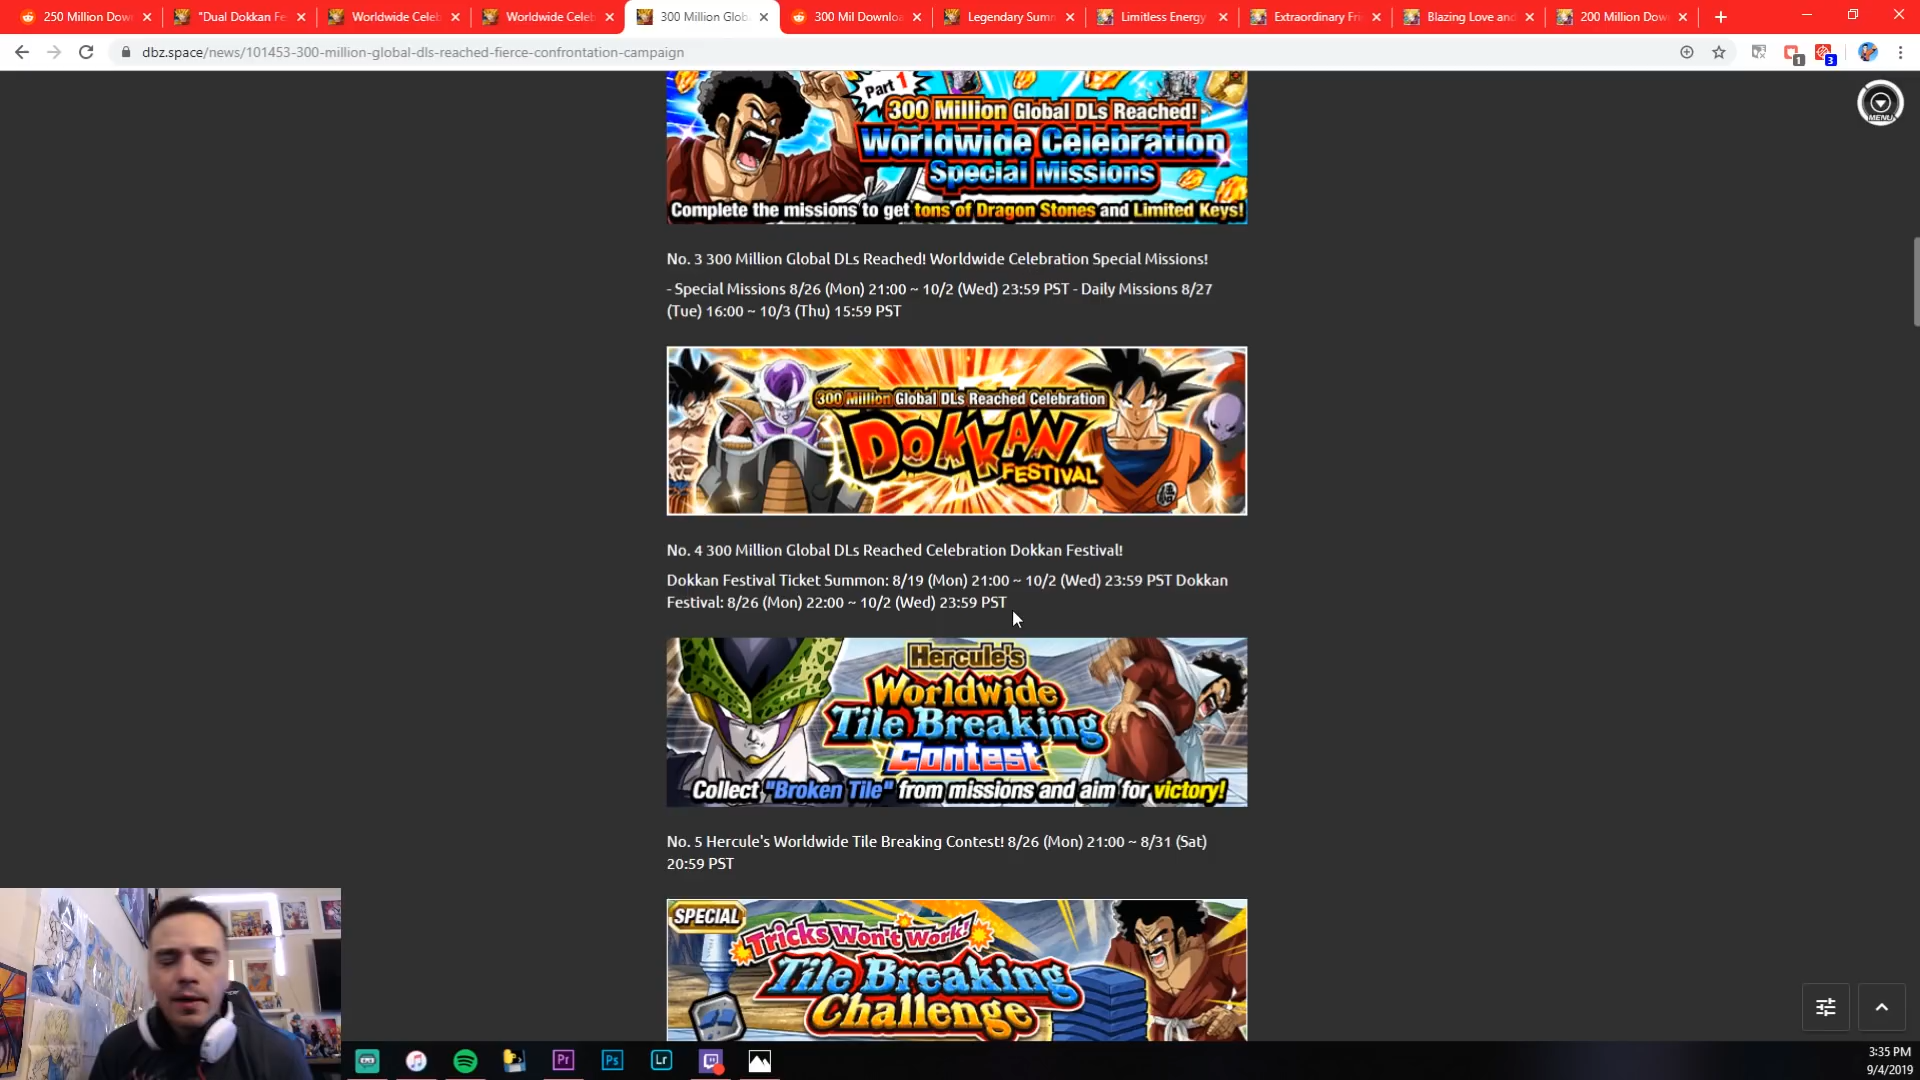 250 Million Dow
"Dual Dokkan Fe
Worldwide Celeb
Worldwide Celeb
300 Million Glob
300 Mil Downloa
Legendary Summ
Limitless Energy
Extraordinary Fri
Blazing Love and
200 Million Dow
dbz.space/news/101453-300-million-global-dls-reached-fierce-confrontation-campaign
1
3
MENU
Part 1
300 Million Global DLs Reached!
Worldwide Celebration
Special Missions
Complete the missions to get tons of Dragon Stones and Limited Keys!
No. 3 300 Million Global DLs Reached! Worldwide Celebration Special Missions!
- Special Missions 8/26 (Mon) 21:00 ~ 10/2 (Wed) 23:59 PST - Daily Missions 8/27
(Tue) 16:00 ~ 10/3 (Thu) 15:59 PST
300 Million Global DLs Reached Celebration
DOKKAN
FESTIVAL
No. 4 300 Million Global DLs Reached Celebration Dokkan Festival!
Dokkan Festival Ticket Summon: 8/19 (Mon) 21:00 ~ 10/2 (Wed) 23:59 PST Dokkan
Festival: 8/26 (Mon) 22:00 ~ 10/2 (Wed) 23:59 PST
Hercule's
Worldwide
Tile Breaking
Contest
Collect "Broken Tile" from missions and aim for victory!
No. 5 Hercule's Worldwide Tile Breaking Contest! 8/26 (Mon) 21:00 ~ 8/31 (Sat)
20:59 PST
SPECIAL
Tricks Won't Work!
Tile Breaking
Challenge
Pr
Ps
Lr
3:35 PM
9/4/2019